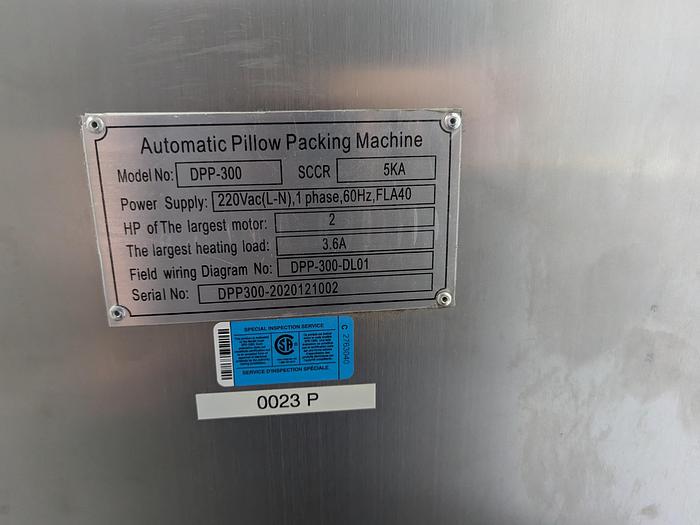 Automatic Pillow Packing Machine
Model No: DPP-300 SCCR 5KA
Power Supply: 220Vac(L-N),1 phase,60Hz,FLA40
HP of The largest motor: 2
The largest heating load: 3.6A
Field wiring Diagram No: DPP-300-DL01
Serial No: DPP300-2020121002
SPECIAL INSPECTION SERVICE
C 2763040
SERVICE D'INSPECTION SPÉCIALE
0023 P